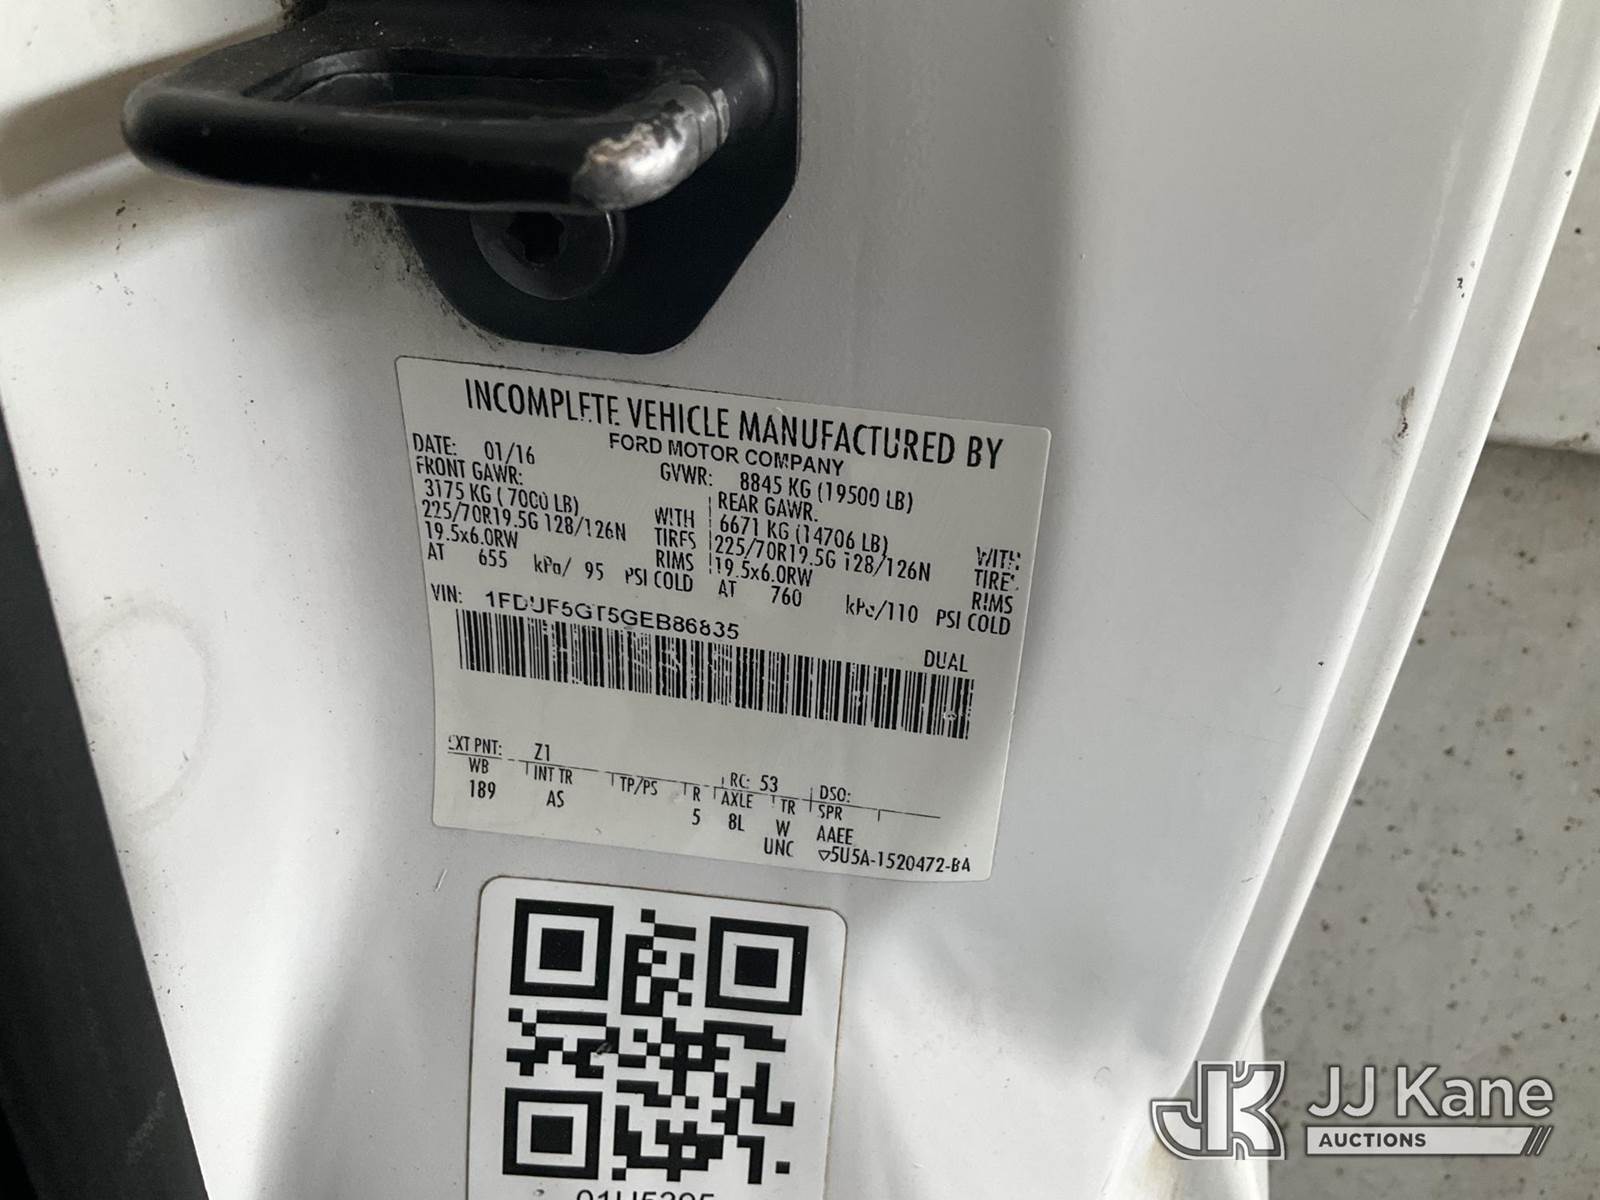 INCOMPLETE VEHICLE MANUFACTURED BY
FORD MOTOR COMPANY
DATE: 01/16 GVWR: 8845 KG (19500 LB)
FRONT GAWR: REAR GAWR:
3175 KG (7000 LB) WITH 6671 KG (14706 LB) WITH
225/70R19.5G 128/126N TIRES 225/70R19.5G 128/126N TIRES
19.5x6.0RW RIMS 19.5x6.0RW RIMS
AT 655 kPa/ 95 PSI COLD AT 760 kPa/110 PSI COLD
VIN: 1FDUF5GT5GEB86835
DUAL
EXT PNT: Z1 RC: 53 DSO:
WB INT TR TP/PS R AXLE TR SPR
189 AS 5 8L W AAEE
UNC ▽5U5A-1520472-BA
JJ Kane
AUCTIONS